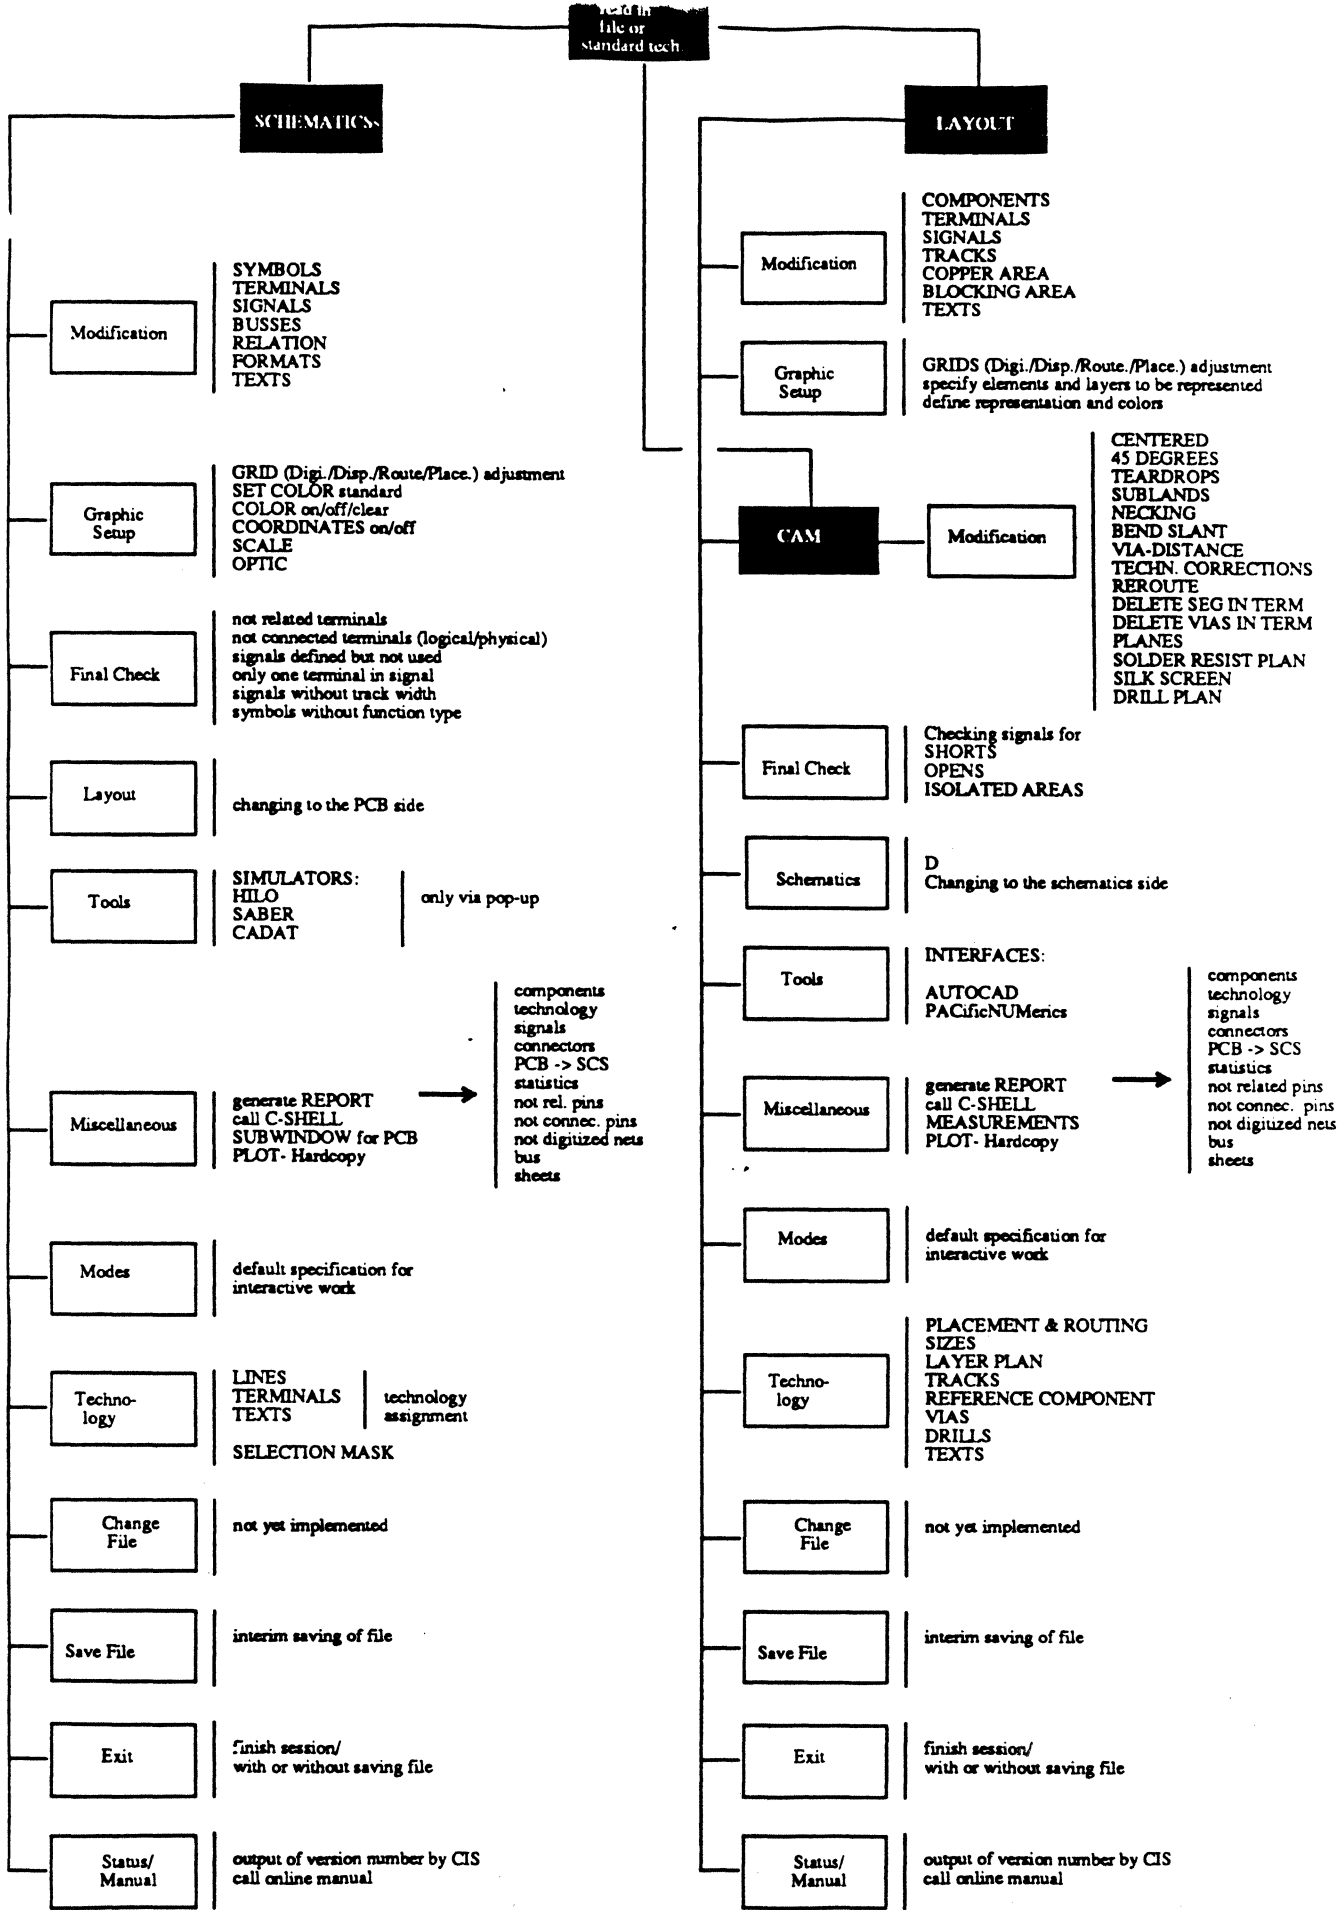 read in
file or
standard tech.
SCHEMATICS
Modification
SYMBOLS
TERMINALS
SIGNALS
BUSSES
RELATION
FORMATS
TEXTS
Graphic
Setup
GRID (Digi./Disp./Route/Place.) adjustment
SET COLOR standard
COLOR on/off/clear
COORDINATES on/off
SCALE
OPTIC
Final Check
not related terminals
not connected terminals (logical/physical)
signals defined but not used
only one terminal in signal
signals without track width
symbols without function type
Layout
changing to the PCB side
Tools
SIMULATORS:
HILO
SABER
CADAT
only via pop-up
Miscellaneous
generate REPORT
call C-SHELL
SUBWINDOW for PCB
PLOT- Hardcopy
components
technology
signals
connectors
PCB -> SCS
statistics
not rel. pins
not connec. pins
not digitized nets
bus
sheets
Modes
default specification for
interactive work
Techno-
logy
LINES
TERMINALS
TEXTS
technology
assignment
SELECTION MASK
Change
File
not yet implemented
Save File
interim saving of file
Exit
finish session/
with or without saving file
Status/
Manual
output of version number by CIS
call online manual
LAYOUT
Modification
COMPONENTS
TERMINALS
SIGNALS
TRACKS
COPPER AREA
BLOCKING AREA
TEXTS
Graphic
Setup
GRIDS (Digi./Disp./Route./Place.) adjustment
specify elements and layers to be represented
define representation and colors
CAM
Modification
CENTERED
45 DEGREES
TEARDROPS
SUBLANDS
NECKING
BEND SLANT
VIA-DISTANCE
TECHN. CORRECTIONS
REROUTE
DELETE SEG IN TERM
DELETE VIAS IN TERM
PLANES
SOLDER RESIST PLAN
SILK SCREEN
DRILL PLAN
Final Check
Checking signals for
SHORTS
OPENS
ISOLATED AREAS
Schematics
D
Changing to the schematics side
Tools
INTERFACES:
AUTOCAD
PACificNUMerics
Miscellaneous
generate REPORT
call C-SHELL
MEASUREMENTS
PLOT- Hardcopy
components
technology
signals
connectors
PCB -> SCS
statistics
not related pins
not connec. pins
not digitized nets
bus
sheets
Modes
default specification for
interactive work
Techno-
logy
PLACEMENT & ROUTING
SIZES
LAYER PLAN
TRACKS
REFERENCE COMPONENT
VIAS
DRILLS
TEXTS
Change
File
not yet implemented
Save File
interim saving of file
Exit
finish session/
with or without saving file
Status/
Manual
output of version number by CIS
call online manual